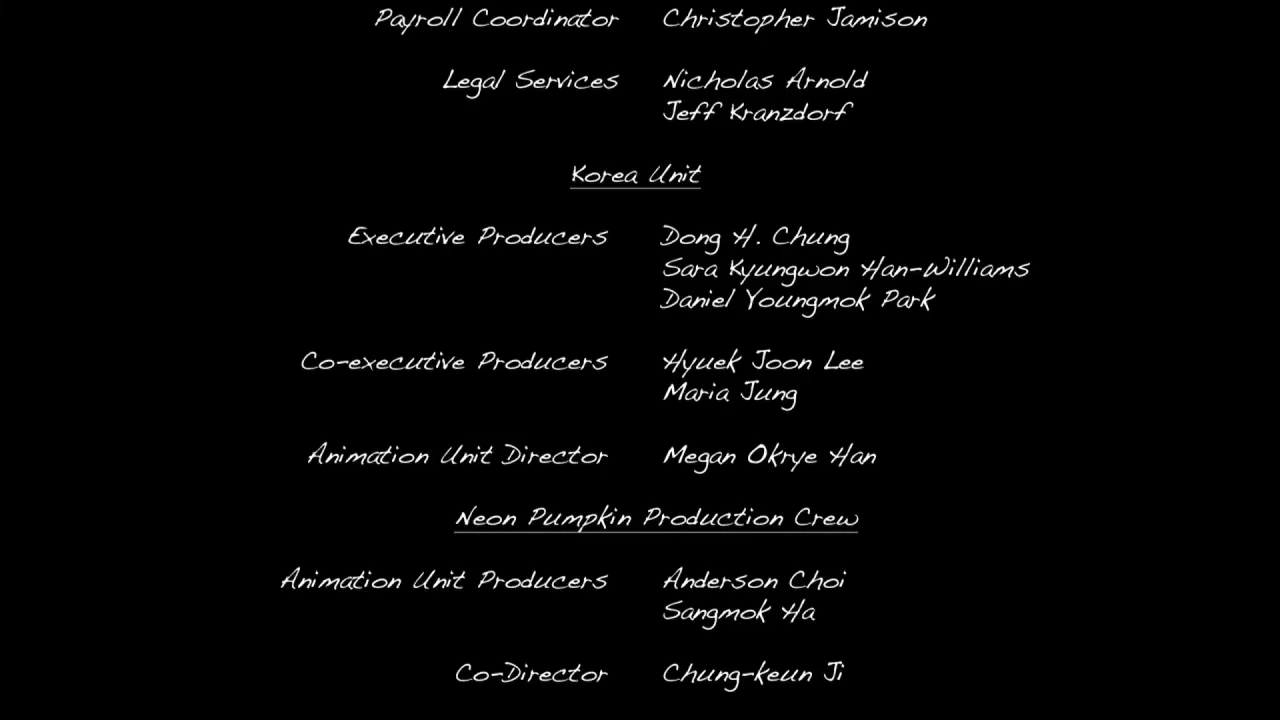 Payroll Coordinator Christopher Jamison
Legal Services Nicholas Arnold
Jeff Kranzdorf
Korea Unit
Executive Producers Dong H. Chung
Sara Kyungwon Han-Williams
Daniel Youngmok Park
Co-executive Producers Hyuek Joon Lee
Maria Jung
Animation Unit Director Megan Okrye Han
Neon Pumpkin Production Crew
Animation Unit Producers Anderson Choi
Sangmok Ha
Co-Director Chung-keun Ji